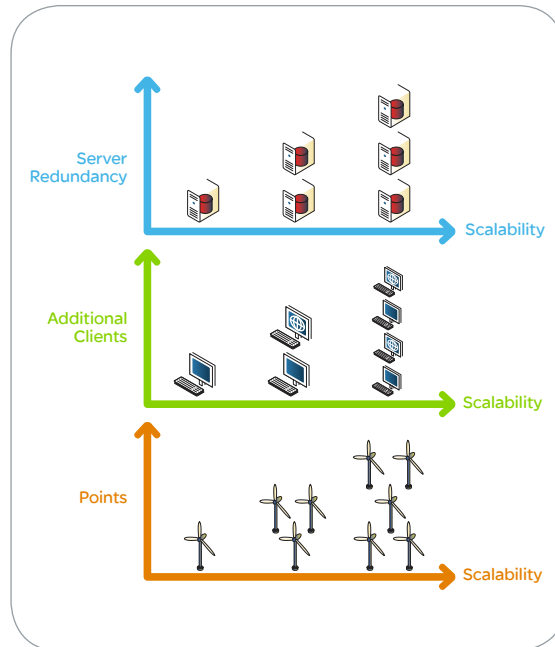 Server
Redundancy
Scalability
Additional
Clients
Scalability
Points
Scalability